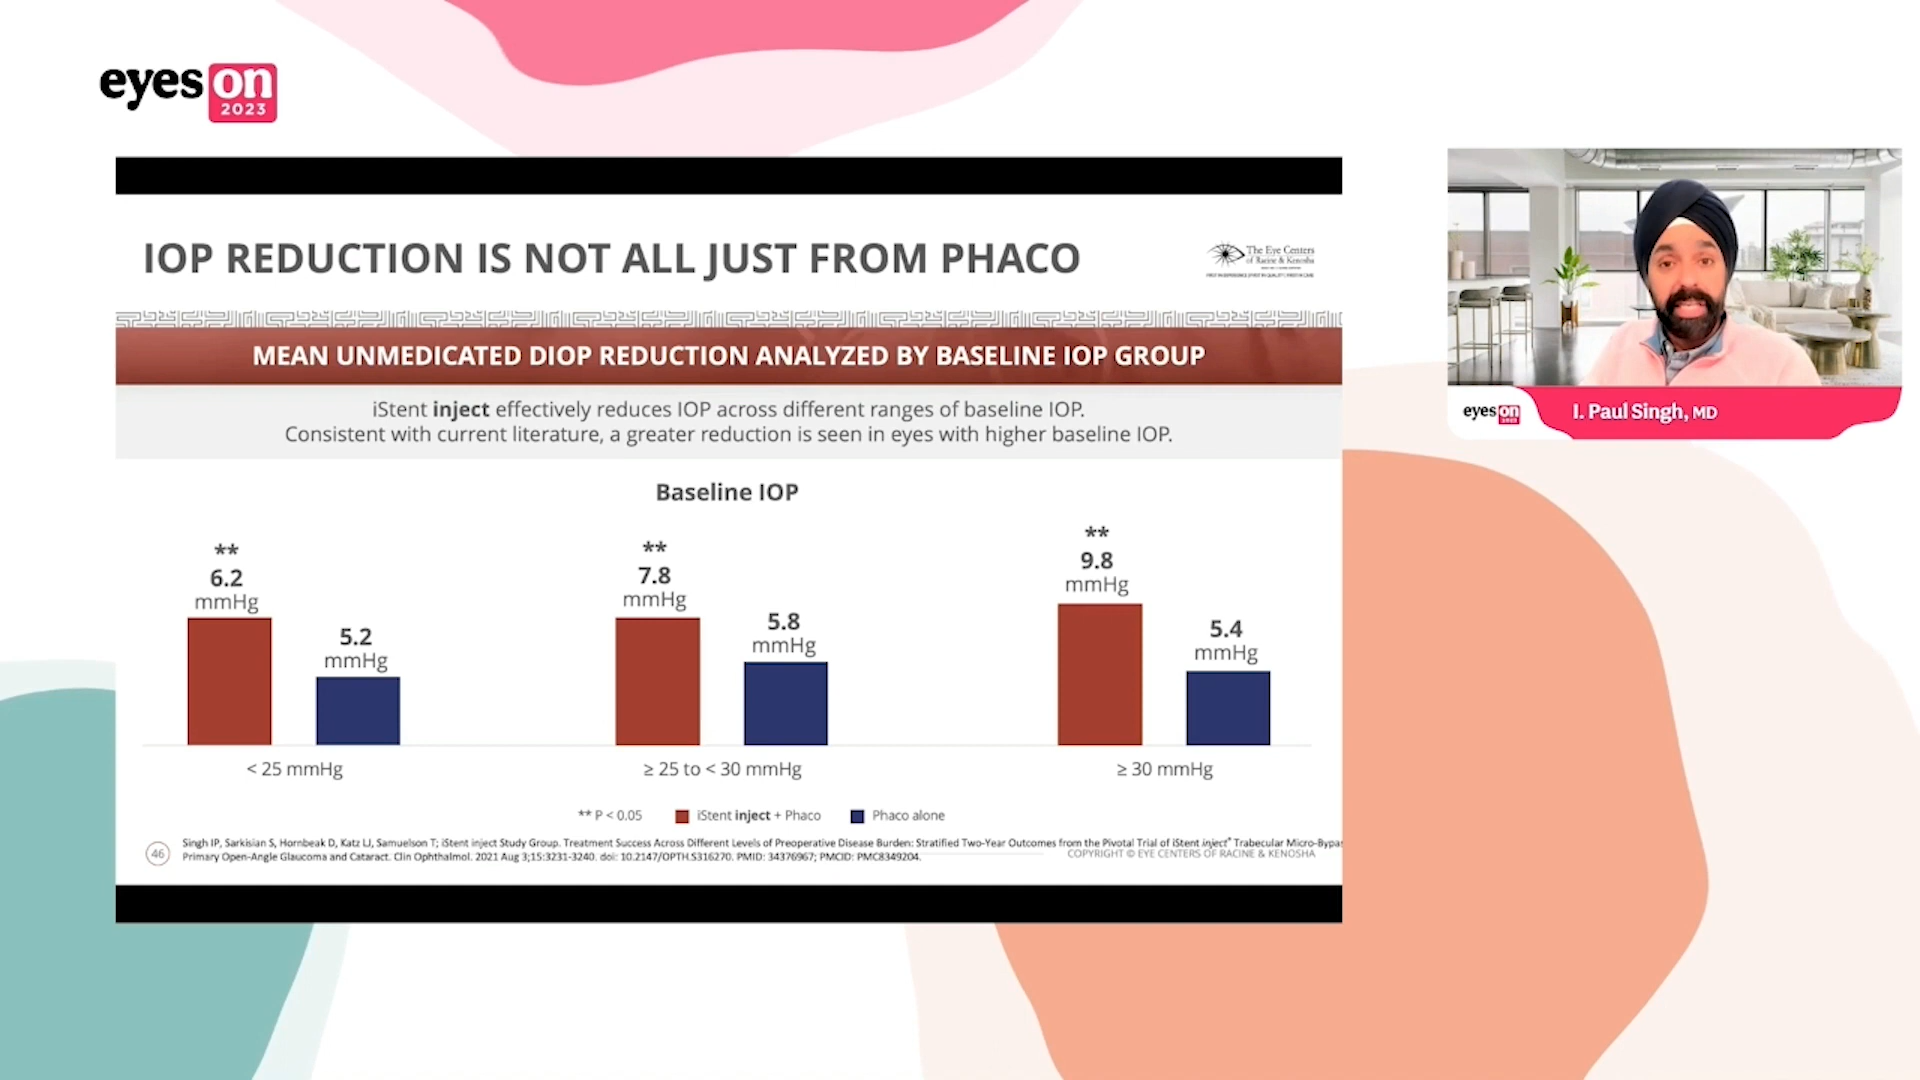 eyes on
2023
IOP REDUCTION IS NOT ALL JUST FROM PHACO
The Eye Centers
of Racine & Kenosha
MEAN UNMEDICATED DIOP REDUCTION ANALYZED BY BASELINE IOP GROUP
iStent inject effectively reduces IOP across different ranges of baseline IOP.
Consistent with current literature, a greater reduction is seen in eyes with higher baseline IOP.
Baseline IOP
**
6.2
mmHg
5.2
mmHg
**
7.8
mmHg
5.8
mmHg
**
9.8
mmHg
5.4
mmHg
< 25 mmHg
≥ 25 to < 30 mmHg
≥ 30 mmHg
** P < 0.05
iStent inject + Phaco
Phaco alone
46
Singh IP, Sarkisian S, Hornbeak D, Katz LJ, Samuelson T; iStent inject Study Group. Treatment Success Across Different Levels of Preoperative Disease Burden: Stratified Two-Year Outcomes from the Pivotal Trial of iStent inject® Trabecular Micro-Bypas
Primary Open-Angle Glaucoma and Cataract. Clin Ophthalmol. 2021 Aug 3;15:3231-3240. doi: 10.2147/OPTH.S316270. PMID: 34376967; PMCID: PMC8349204.
COPYRIGHT © EYE CENTERS OF RACINE & KENOSHA
eyes on
2023
I. Paul Singh, MD